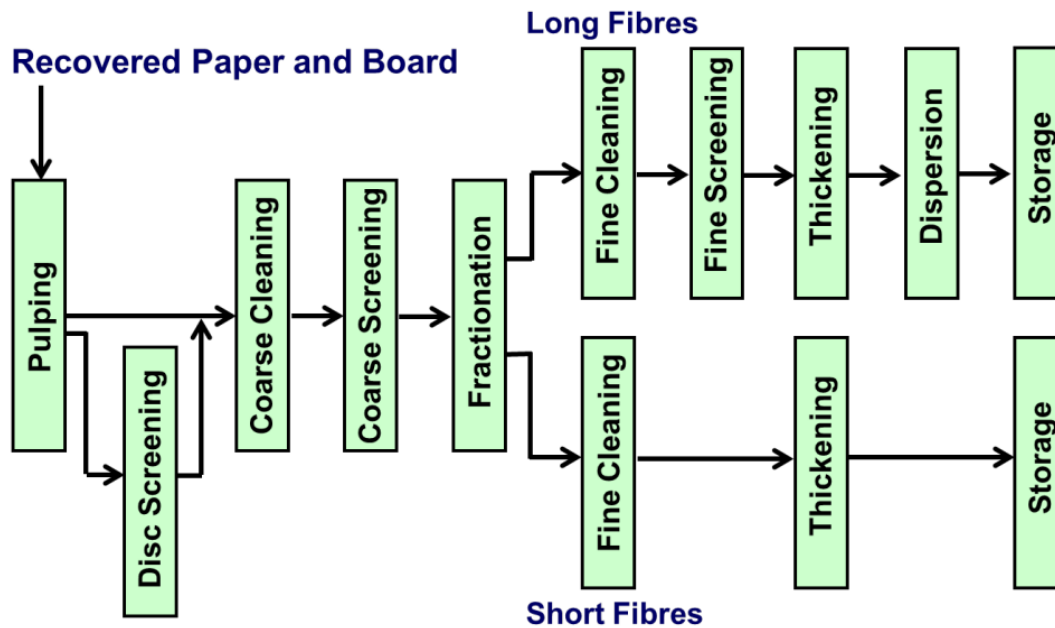 Recovered Paper and Board
Pulping
Disc Screening
Coarse Cleaning
Coarse Screening
Fractionation
Long Fibres
Fine Cleaning
Fine Screening
Thickening
Dispersion
Storage
Fine Cleaning
Thickening
Storage
Short Fibres